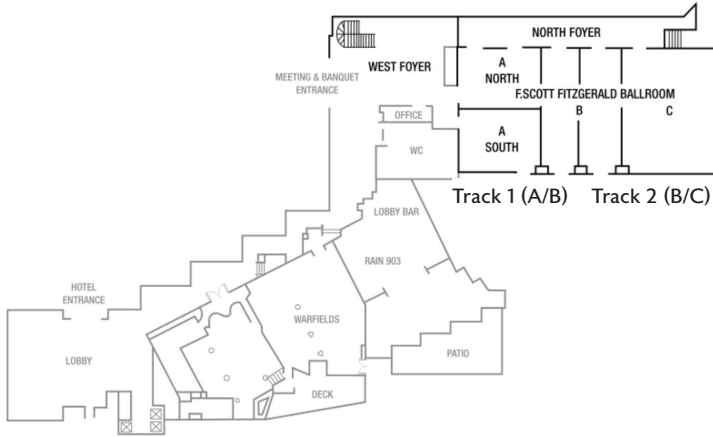 NORTH FOYER
A
NORTH
WEST FOYER
MEETING & BANQUET
ENTRANCE
F.SCOTT FITZGERALD BALLROOM
B
C
OFFICE
A
SOUTH
WC
Track 1 (A/B)
Track 2 (B/C)
LOBBY BAR
RAIN 903
HOTEL
ENTRANCE
WARFIELDS
LOBBY
PATIO
DECK